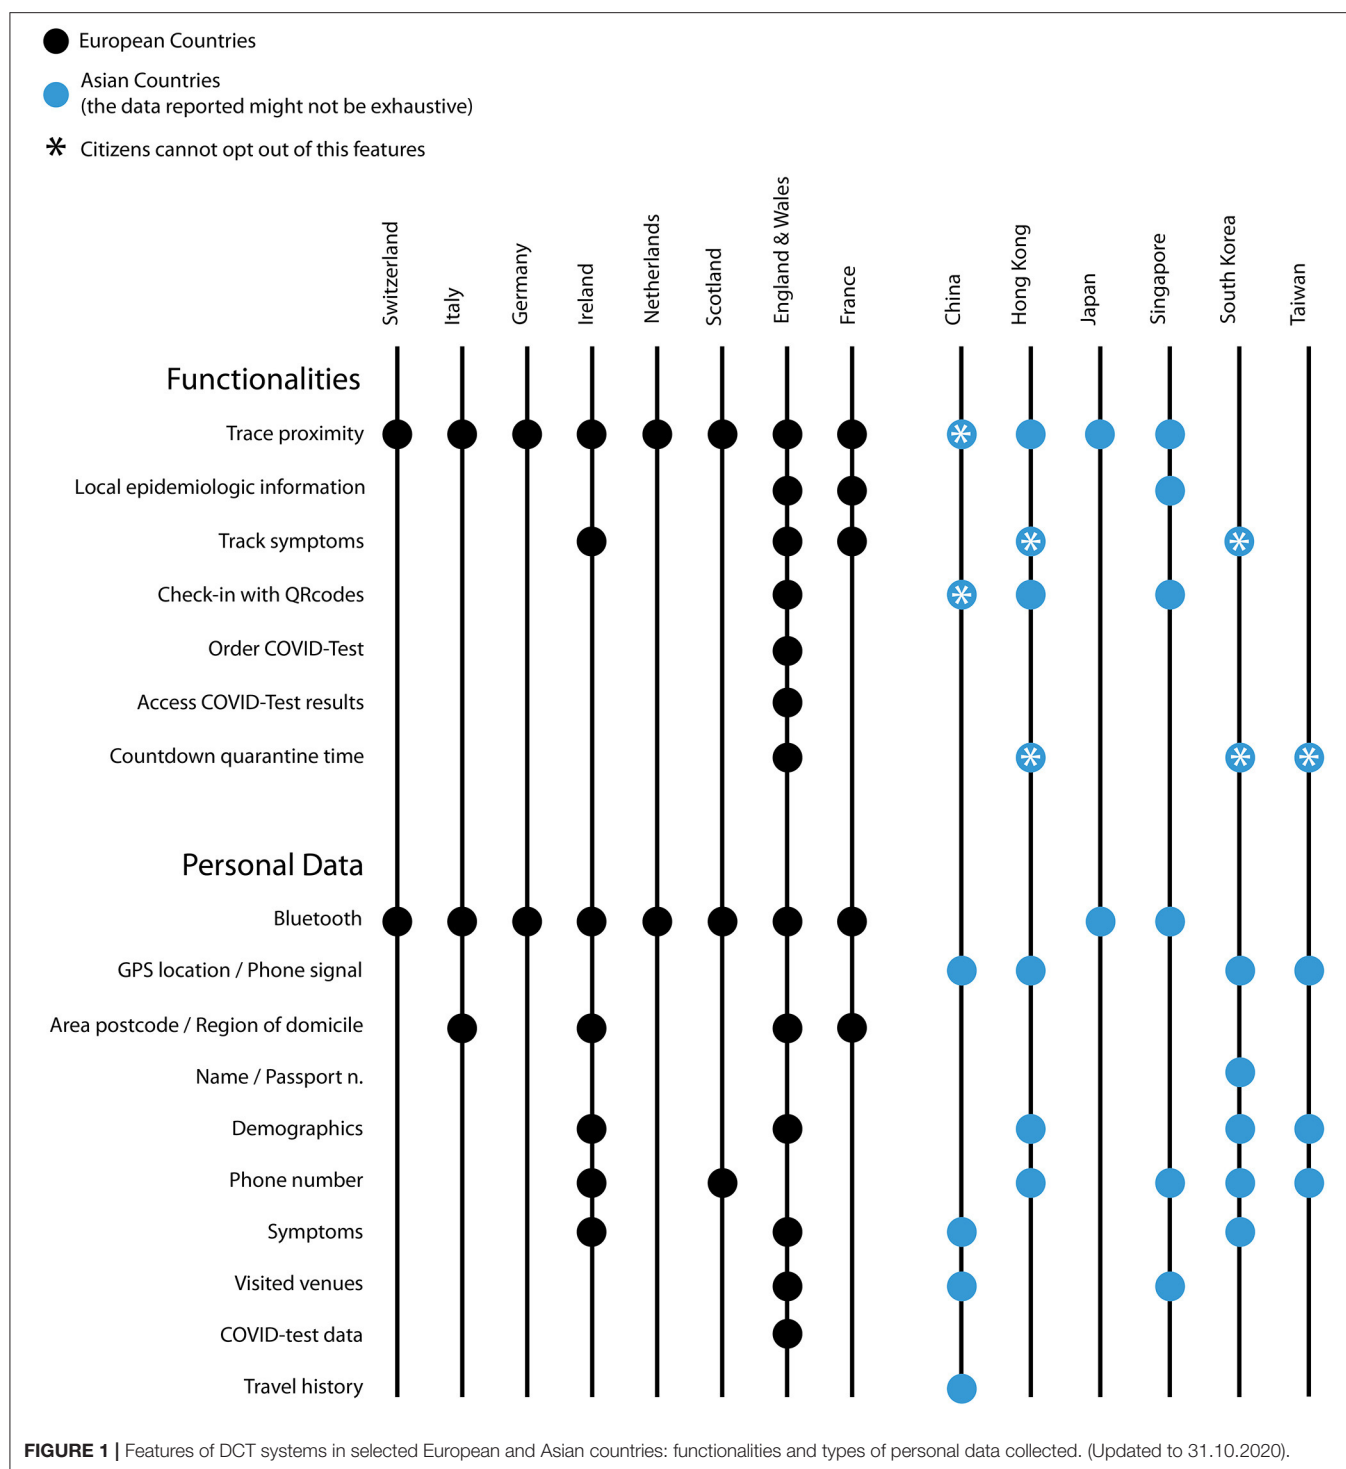 European Countries
Asian Countries
(the data reported might not be exhaustive)
* Citizens cannot opt out of this features
Switzerland
Italy
Germany
Ireland
Netherlands
Scotland
England & Wales
France
China
Hong Kong
Japan
Singapore
South Korea
Taiwan
Functionalities
Trace proximity
*
Local epidemiologic information
Track symptoms
* *
Check-in with QRcodes
*
Order COVID-Test
Access COVID-Test results
Countdown quarantine time
* * *
Personal Data
Bluetooth
GPS location / Phone signal
Area postcode / Region of domicile
Name / Passport n.
Demographics
Phone number
Symptoms
Visited venues
COVID-test data
Travel history
FIGURE 1 | Features of DCT systems in selected European and Asian countries: functionalities and types of personal data collected. (Updated to 31.10.2020).